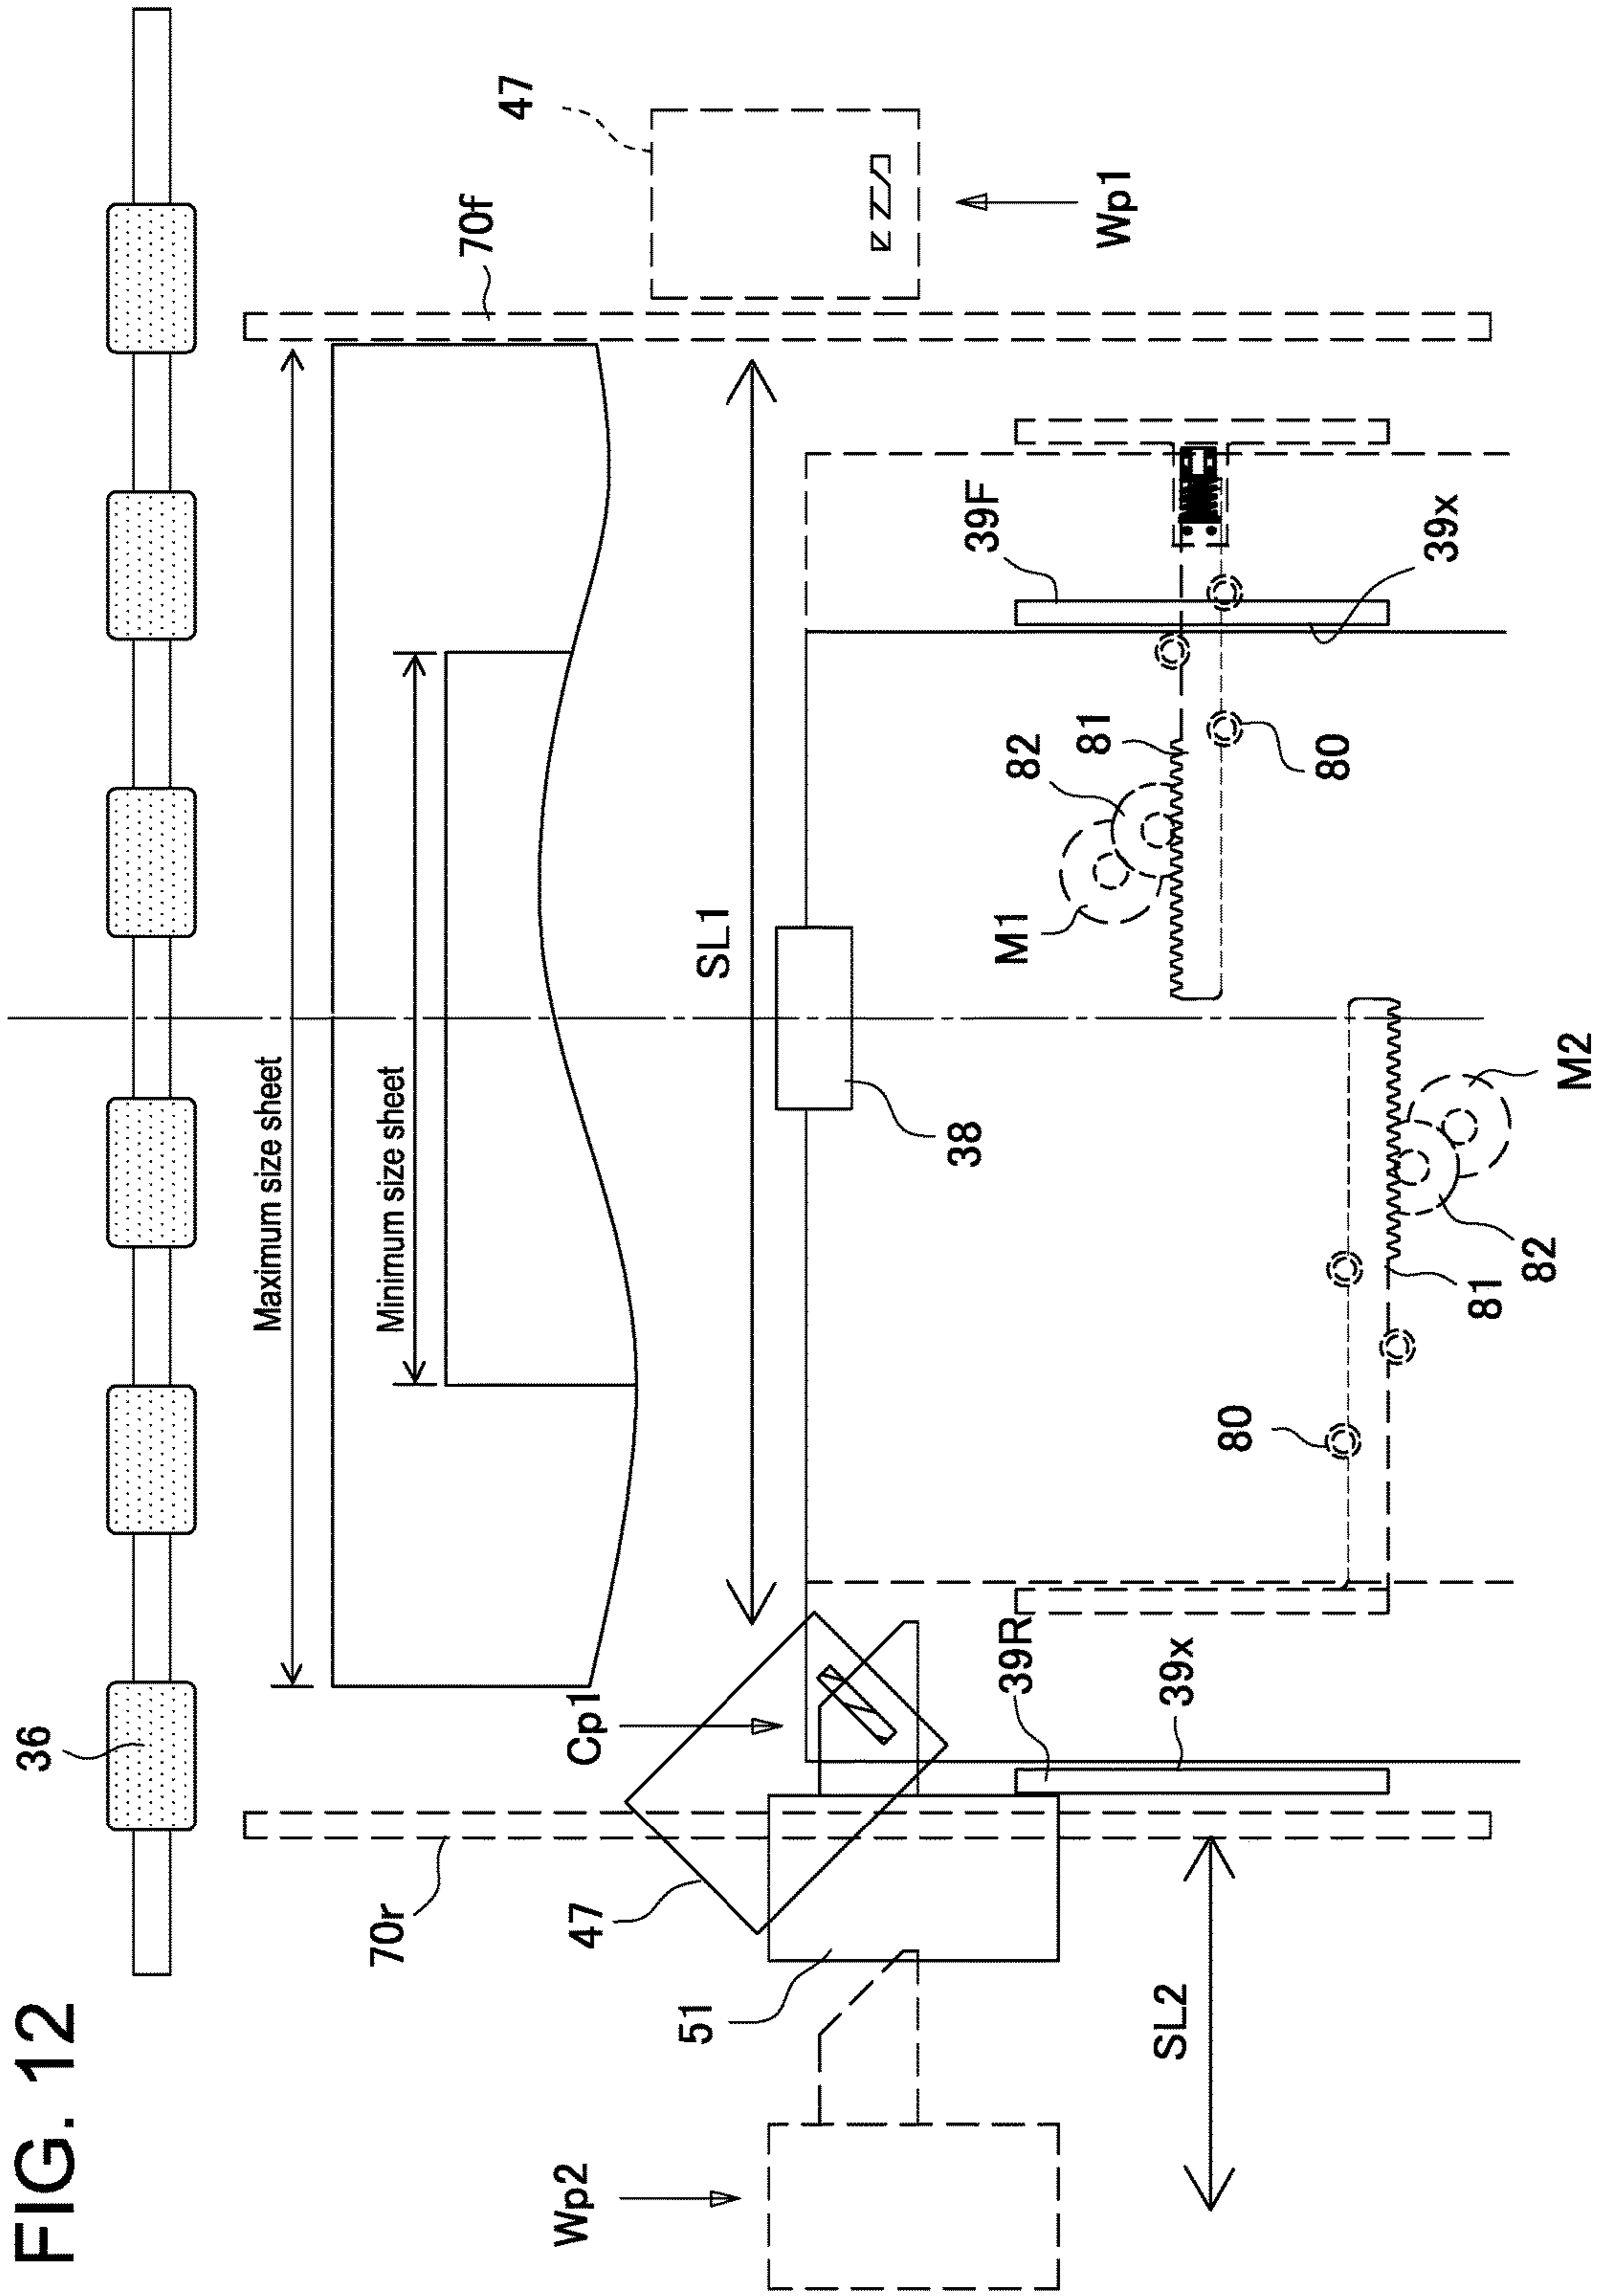 FIG. 12
36
70r
Maximum size sheet
Minimum size sheet
70f
47
Wp1
SL1
Cp1
47
51
Wp2
38
39F
39x
82
81
80
M1
M2
82
81
80
39R
39x
SL2